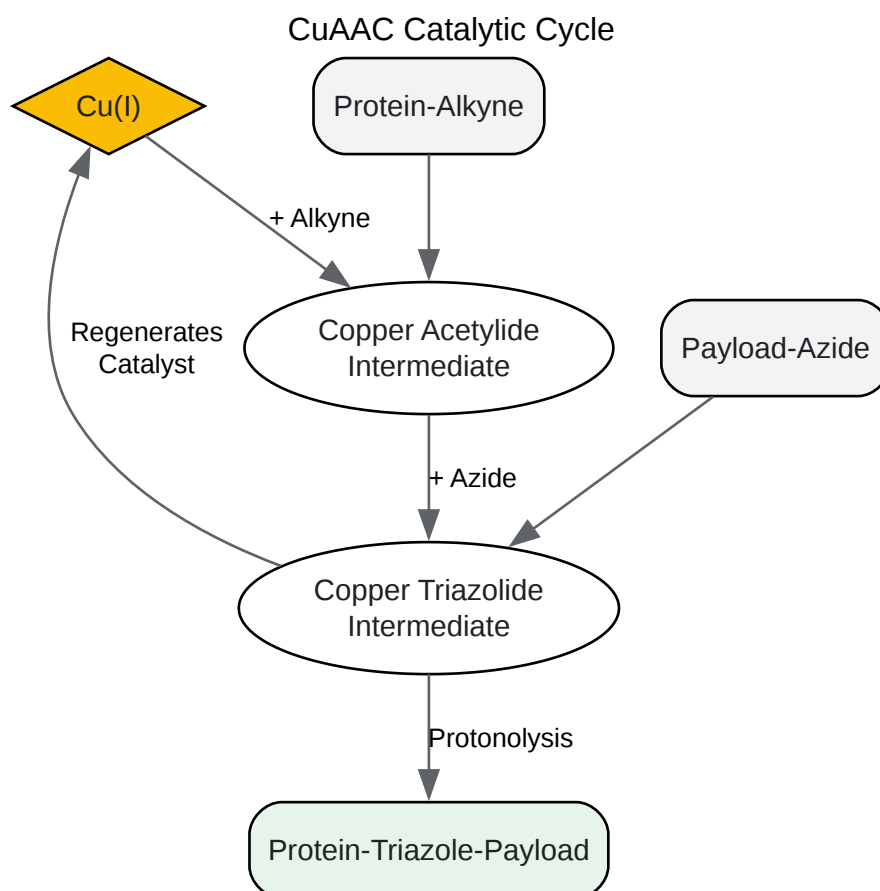 CuAAC Catalytic Cycle
Cu(I)
Protein-Alkyne
+ Alkyne
Copper Acetylide
Intermediate
Regenerates
Catalyst
Payload-Azide
+ Azide
Copper Triazolide
Intermediate
Protonolysis
Protein-Triazole-Payload